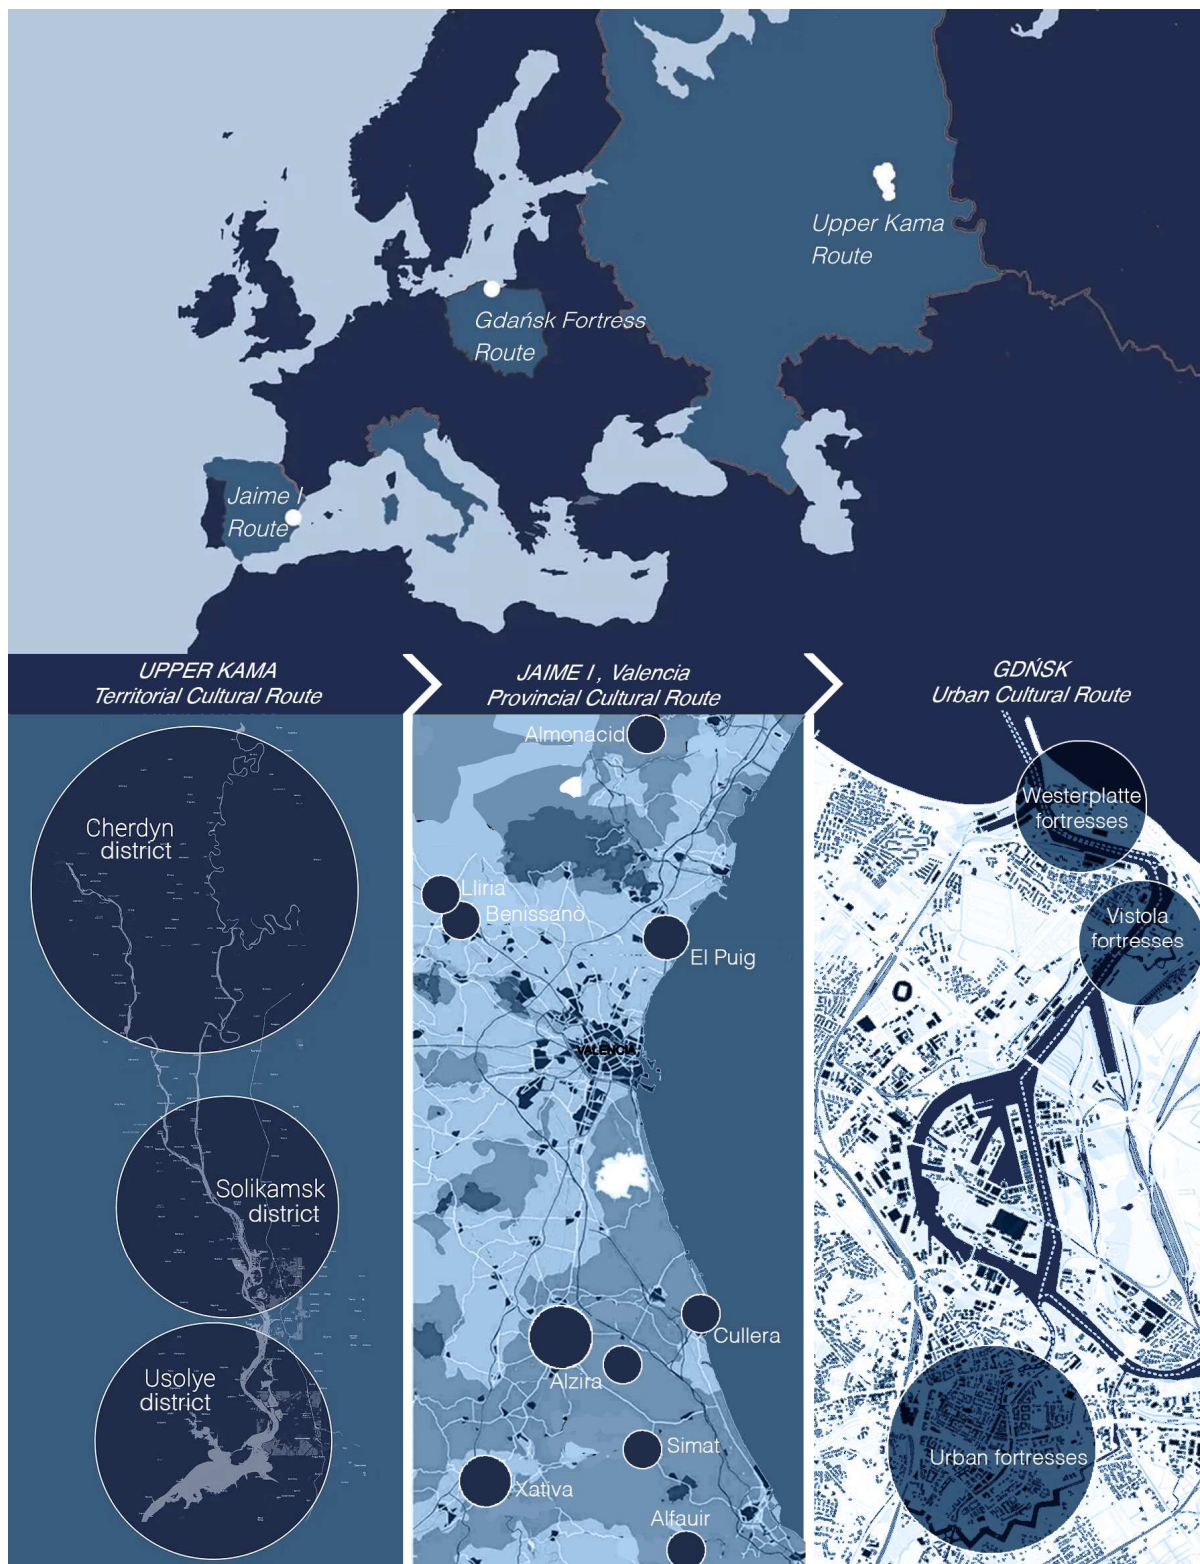 Upper Kama
Route
Gdańsk Fortress
Route
Jaime I
Route
UPPER KAMA
Territorial Cultural Route
JAIME I , Valencia
Provincial Cultural Route
GDŃSK
Urban Cultural Route
Cherdyn
district
Solikamsk
district
Usolye
district
Almonacid
Lliria
Benissanò
El Puig
VALENCIA
Cullera
Alzira
Simat
Xativa
Alfauir
Westerplatte
fortresses
Vistola
fortresses
Urban fortresses